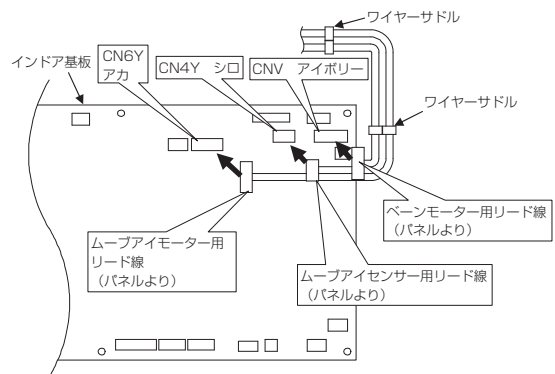 ワイヤーサドル
CN6Y
アカ
CN4Y シロ
CNV アイボリー
インドア基板
ワイヤーサドル
ベーンモーター用リード線
（パネルより）
ムーブアイモーター用
リード線
（パネルより）
ムーブアイセンサー用リード線
（パネルより）